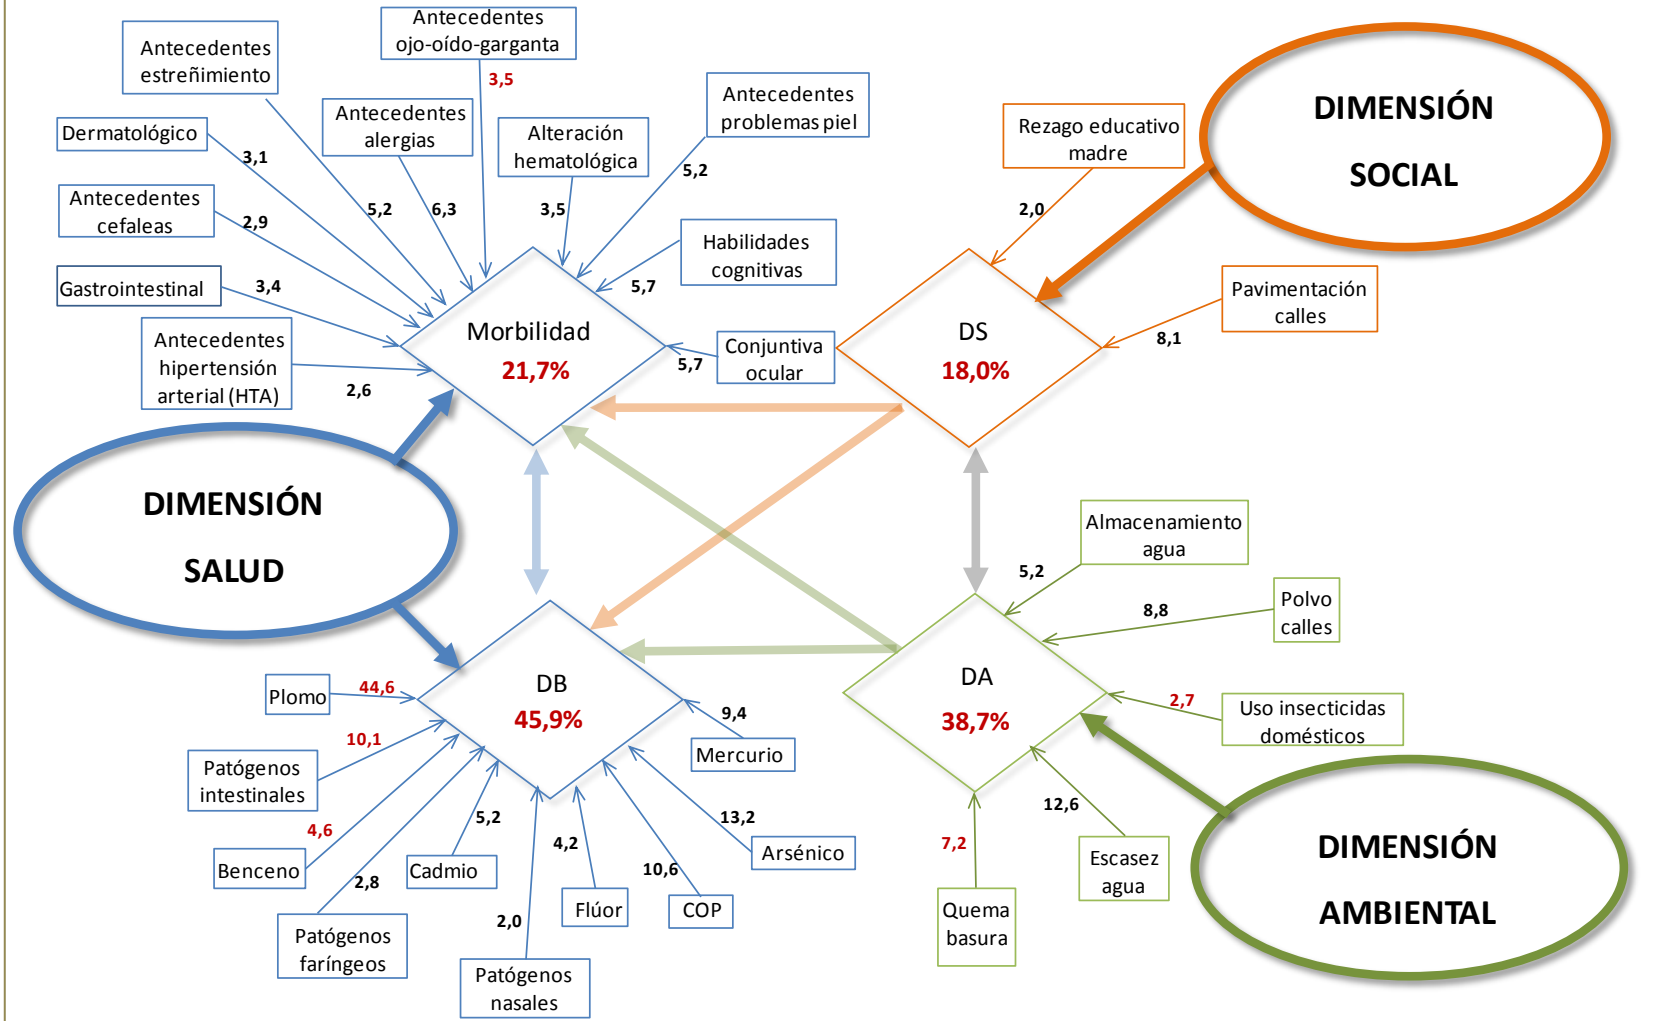 Antecedentes
ojo-oído-garganta
3,5
Antecedentes
estreñimiento
5,2
Antecedentes
alergias
6,3
Alteración
hematológica
3,5
Antecedentes
problemas piel
5,2
Dermatológico
3,1
Antecedentes
cefaleas
2,9
Habilidades
cognitivas
5,7
Gastrointestinal
3,4
Antecedentes
hipertensión
arterial (HTA)
2,6
Conjuntiva
ocular
5,7
Morbilidad
21,7%
Rezago educativo
madre
2,0
DIMENSIÓN
SOCIAL
Pavimentación
calles
8,1
DS
18,0%
DIMENSIÓN
SALUD
Almacenamiento
agua
5,2
Polvo
calles
8,8
DA
38,7%
2,7
Uso insecticidas
domésticos
12,6
Escasez
agua
7,2
Quema
basura
DIMENSIÓN
AMBIENTAL
DB
45,9%
Plomo
44,6
10,1
Patógenos
intestinales
4,6
Benceno
2,8
Patógenos
faríngeos
5,2
Cadmio
2,0
Patógenos
nasales
4,2
Flúor
10,6
COP
13,2
Arsénico
9,4
Mercurio